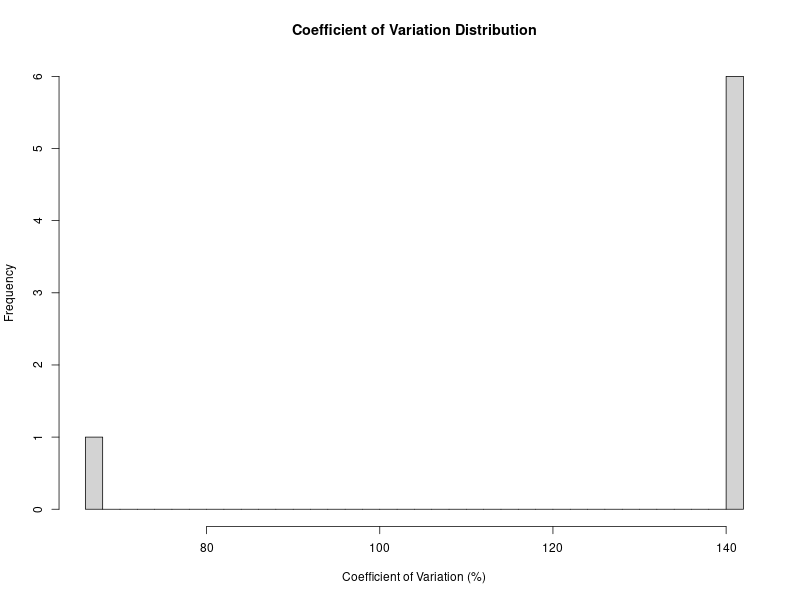 Coefficient of Variation Distribution
6
5
4
3
2
1
0
Frequency
80 100 120 140
Coefficient of Variation (%)